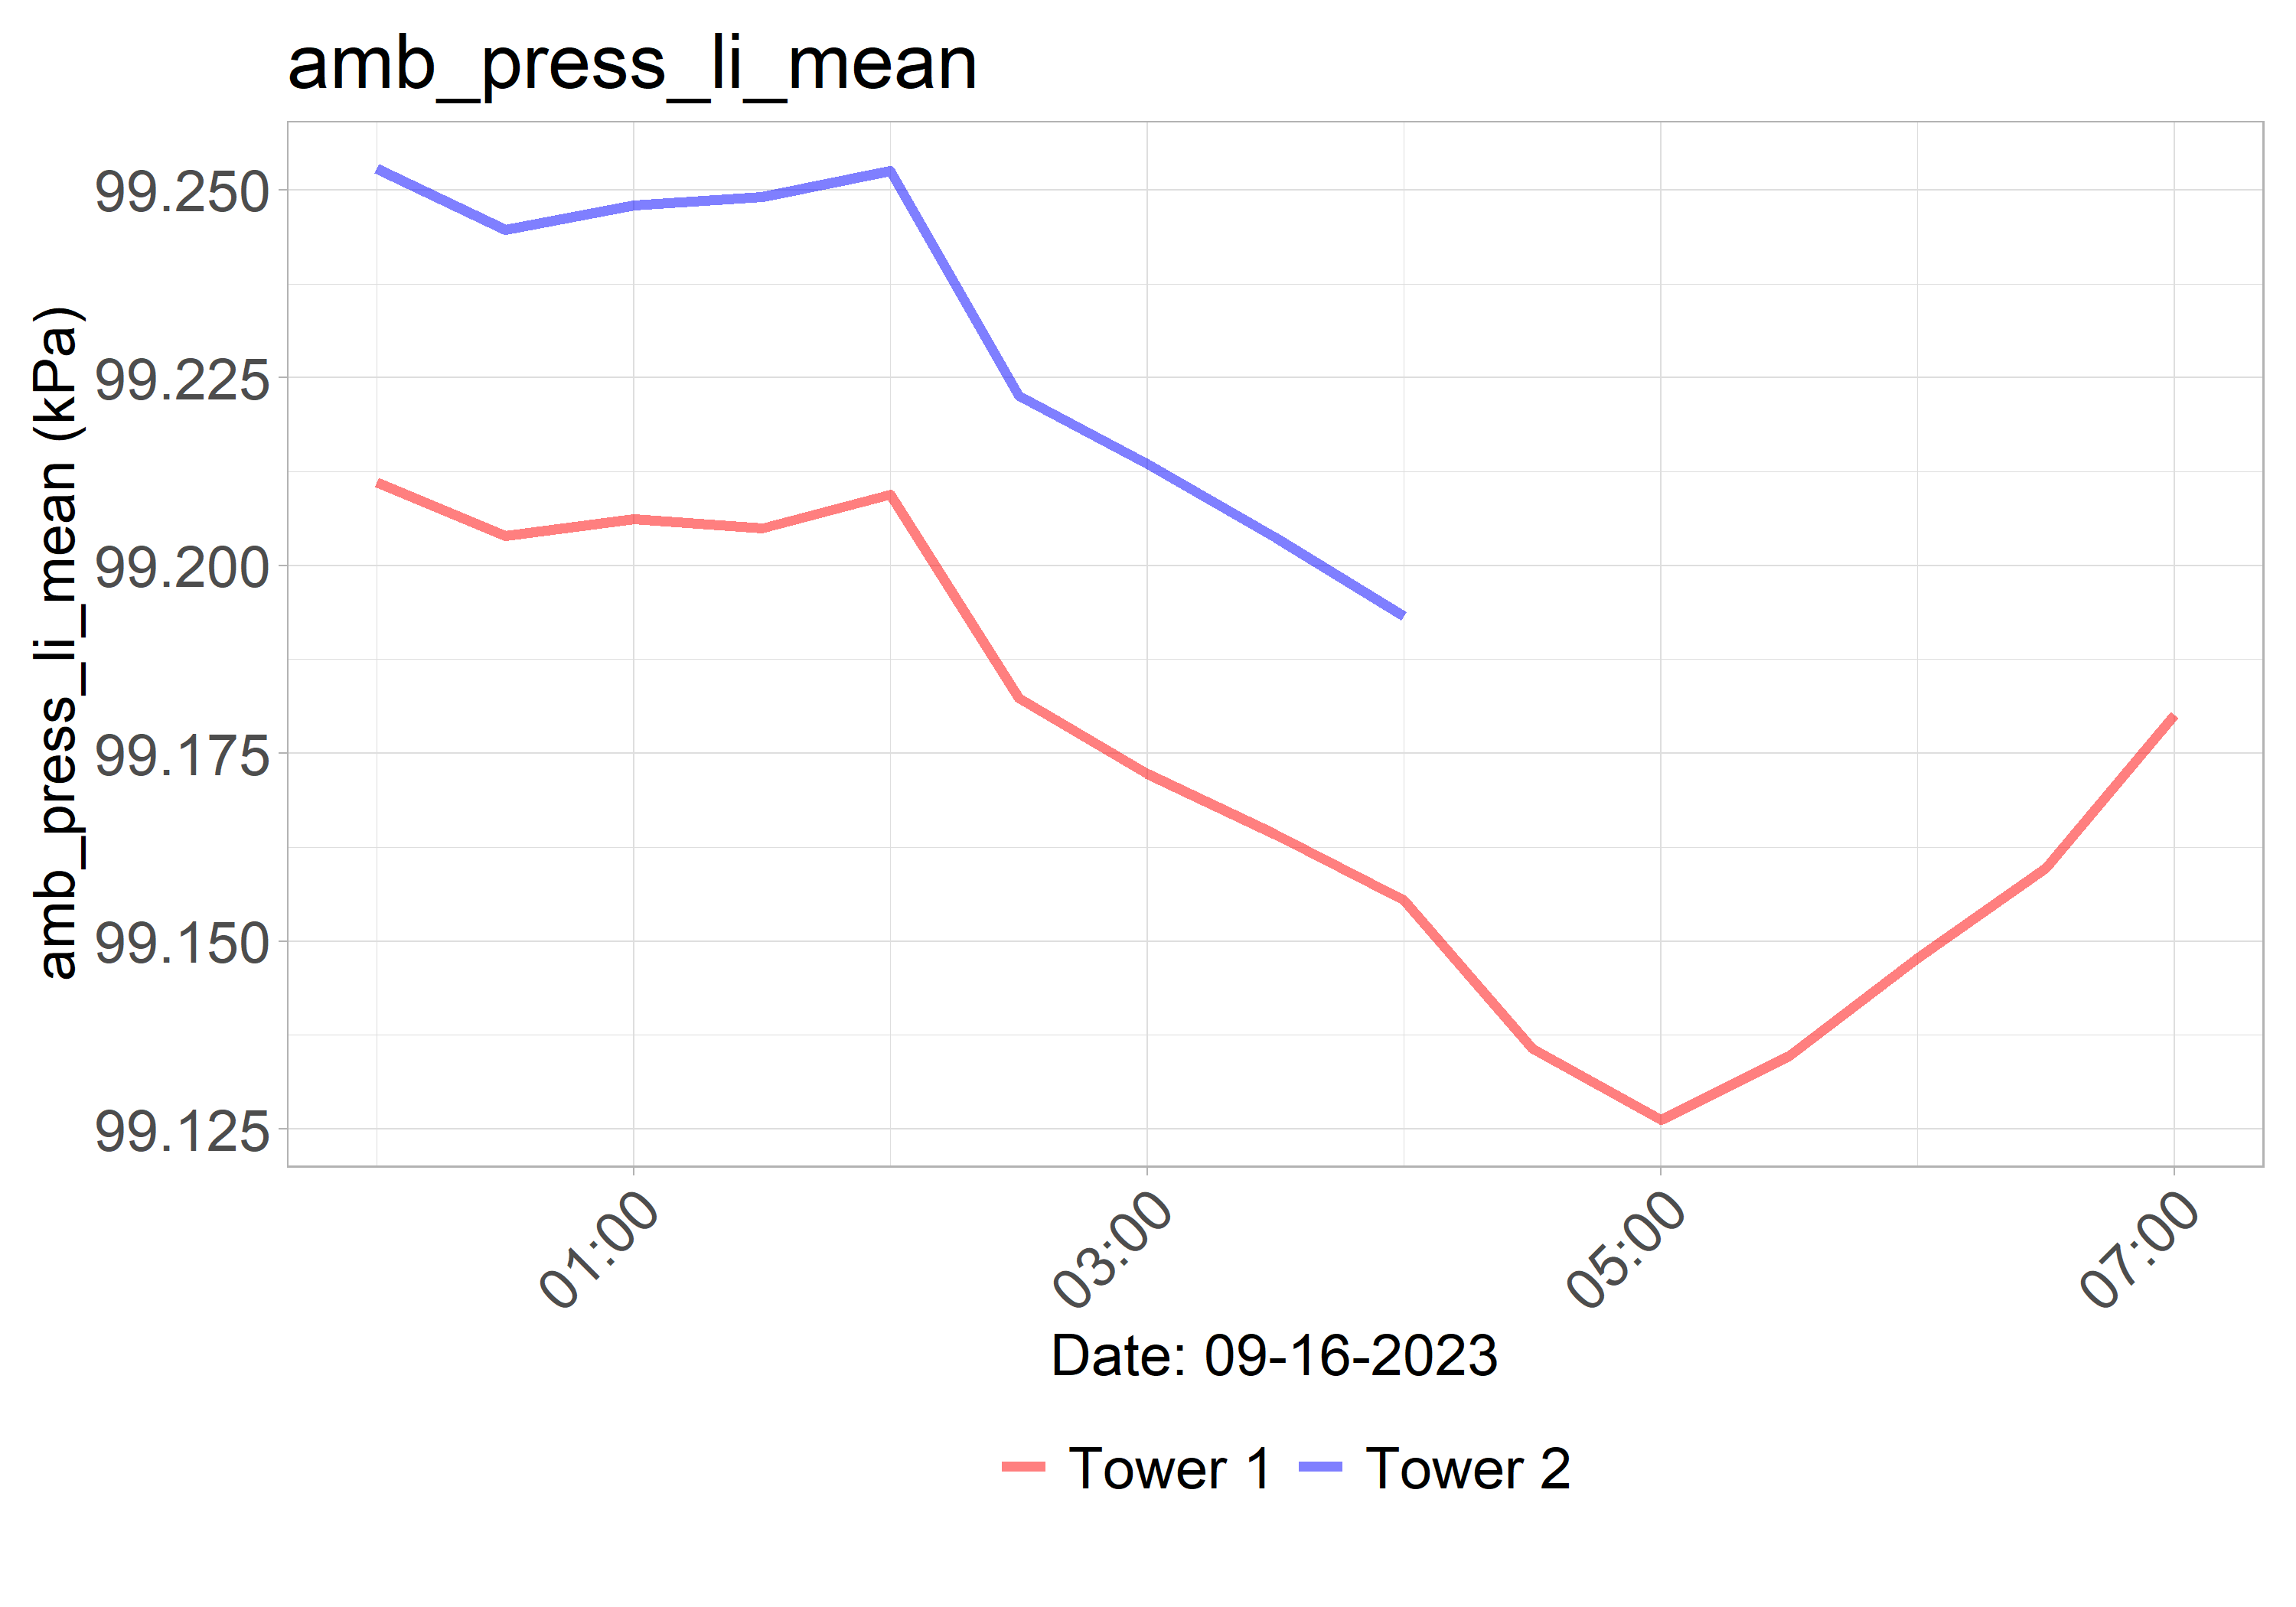 amb_press_li_mean
amb_press_li_mean (kPa)
99.250
99.225
99.200
99.175
99.150
99.125
01:00
03:00
05:00
07:00
Date: 09-16-2023
Tower 1
Tower 2